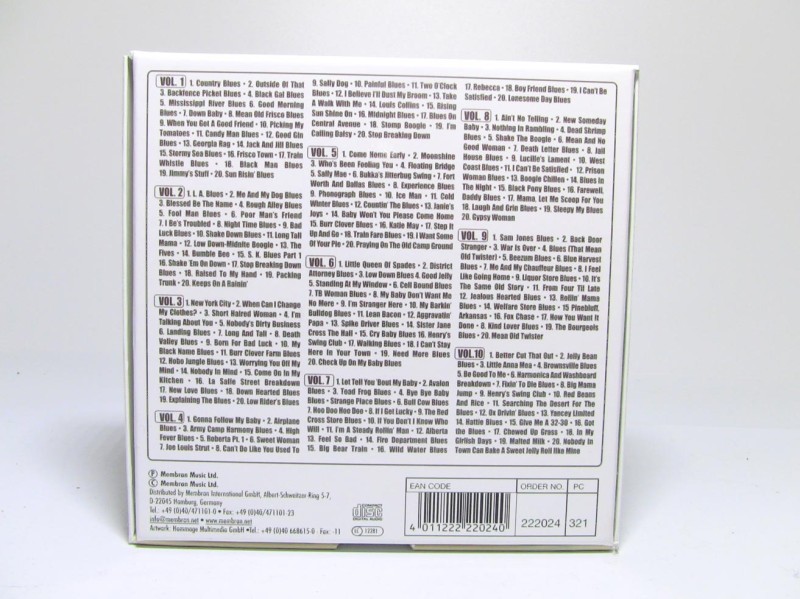 VOL. 1 1. Country Blues • 2. Outside Of That
3. Backfence Picket Blues • 4. Black Gal Blues
5. Mississippi River Blues 6. Good Morning
Blues • 7. Down Baby • 8. Mean Old Frisco Blues
9. When You Got A Good Friend • 10. Picking My
Tomatoes • 11. Candy Man Blues • 12. Good Gin
Blues • 13. Georgia Rag • 14. Jack And Jill Blues
15. Stormy Sea Blues • 16. Frisco Town • 17. Train
Whistle Blues • 18. Black Man Blues
19. Jimmy's Stuff • 20. Sun Risin' Blues
VOL. 2 1. L. A. Blues • 2. Me And My Dog Blues
3. Blessed Be The Name • 4. Rough Alley Blues
5. Fool Man Blues • 6. Poor Man's Friend
7. I Be's Troubled • 8. Night Time Blues • 9. Bad
Luck Blues • 10. Shake Down Blues • 11. Long Tall
Mama • 12. Low Down-Midnite Boogie • 13. The
Fives • 14. Bumble Bee • 15. S. K. Blues Part 1
16. Shake 'Em On Down • 17. Stop Breaking Down
Blues • 18. Raised To My Hand • 19. Packing
Trunk • 20. Keeps On A Rainin'
VOL. 3 1. New York City • 2. When Can I Change
My Clothes? • 3. Short Haired Woman • 4. I'm
Talking About You • 5. Nobody's Dirty Business
6. Landing Blues • 7. Long And Tall • 8. Death
Valley Blues • 9. Born For Bad Luck • 10. My
Black Name Blues • 11. Burr Clover Farm Blues
12. Hobo Jungle Blues • 13. Worrying You Off My
Mind • 14. Nobody In Mind • 15. Come On In My
Kitchen • 16. La Salle Street Breakdown
17. New Love Blues • 18. Down Hearted Blues
19. Explaining The Blues • 20. Low Rider's Blues
VOL. 4 1. Gonna Follow My Baby • 2. Airplane
Blues • 3. Army Camp Harmony Blues • 4. High
Fever Blues • 5. Roberta Pt. 1 • 6. Sweet Woman
7. Joe Louis Strut • 8. Can't Do Like You Used To
9. Sally Dog • 10. Painful Blues • 11. Two O'Clock
Blues • 12. I Believe I'll Dust My Broom • 13. Take
A Walk With Me • 14. Louis Collins • 15. Rising
Sun Shine On • 16. Midnight Blues • 17. Blues On
Central Avenue • 18. Stomp Boogie • 19. I'm
Calling Daisy • 20. Stop Breaking Down
VOL. 5 1. Come Home Early • 2. Moonshine
3. Who's Been Fooling You • 4. Floating Bridge
5. Sally Mae • 6. Bukka's Jitterbug Swing • 7. Fort
Worth And Dallas Blues • 8. Experience Blues
9. Phonograph Blues • 10. Ice Man • 11. Cold
Winter Blues • 12. Countin' The Blues • 13. Janie's
Joys • 14. Baby Won't You Please Come Home
15. Burr Clover Blues • 16. Katie May • 17. Step It
Up And Go • 18. Train Fare Blues • 19. I Want Some
Of Your Pie • 20. Praying On The Old Camp Ground
VOL. 6 1. Little Queen Of Spades • 2. District
Attorney Blues • 3. Low Down Blues 4. Good Jelly
5. Standing At My Window • 6. Cell Bound Blues
7. TB Woman Blues • 8. My Baby Don't Want Me
No More • 9. I'm Stranger Here • 10. My Barkin'
Bulldog Blues • 11. Lean Bacon • 12. Aggravatin'
Papa • 13. Spike Driver Blues • 14. Sister Jane
Cross The Hall • 15. Cry Baby Blues 16. Henry's
Swing Club • 17. Walking Blues • 18. I Can't Stay
Here In Your Town • 19. Need More Blues
20. Check Up On My Baby Blues
VOL. 7 1. Let Tell You 'Bout My Baby • 2. Avalon
Blues • 3. Toad Frog Blues • 4. Bye Bye Baby
Blues • Strange Place Blues • 6. Bull Cow Blues
7. Hoo Doo Hoo Doo • 8. If I Get Lucky • 9. The Red
Cross Store Blues • 10. If You Don't I Know Who
Will • 11. I'm A Steady Rollin' Man • 12. Alberta
13. Feel So Bad • 14. Fire Department Blues
15. Big Bear Train • 16. Wild Water Blues
17. Rebecca • 18. Boy Friend Blues • 19. I Can't Be
Satisfied • 20. Lonesome Day Blues
VOL. 8 1. Ain't No Telling • 2. New Someday
Baby • 3. Nothing In Rambling • 4. Dead Shrimp
Blues • 5. Shake The Boogie • 6. Mean And No
Good Woman • 7. Death Letter Blues • 8. Jail
House Blues • 9. Lucille's Lament • 10. West
Coast Blues • 11. I Can't Be Satisfied • 12. Prison
Woman Blues • 13. Boogie Chillen • 14. Blues In
The Night • 15. Black Pony Blues • 16. Farewell,
Daddy Blues • 17. Mama, Let Me Scoop For You
18. Laugh And Grin Blues • 19. Sleepy My Blues
20. Gypsy Woman
VOL. 9 1. Sam Jones Blues • 2. Back Door
Stranger • 3. War Is Over • 4. Blues (That Mean
Old Twister) • 5. Beezum Blues • 6. Blue Harvest
Blues • 7. Me And My Chauffeur Blues • 8. I Feel
Like Going Home • 9. Liquor Store Blues • 10. It's
The Same Old Story • 11. From Four Til Late
12. Jealous Hearted Blues • 13. Rollin' Mama
Blues • 14. Welfare Store Blues • 15 Pinebluff,
Arkansas • 16. Fox Chase • 17. Now You Want It
Done • 18. Kind Lover Blues • 19. The Bourgeois
Blues • 20. Mean Old Twister
VOL.10 1. Better Cut That Out • 2. Jelly Bean
Blues • 3. Little Anna Mea • 4. Brownsville Blues
5. Be Good To Me • 6. Harmonica And Washboard
Breakdown • 7. Fixin' To Die Blues • 8. Big Mama
Jump • 9. Henry's Swing Club • 10. Red Beans
And Rice • 11. Searching The Desert For The
Blues • 12. Ox Drivin' Blues • 13. Yancey Limited
14. Hattie Blues • 15. Give Me A 32-30 • 16. Got
the Blues • 17. Chewed Up Grass • 18. In My
Girlish Days • 18. Malted Milk • 20. Nobody In
Town Can Bake A Sweet Jelly Roll like Mine
Ⓟ Membran Music Ltd.
© Membran Music Ltd.
Distributed by Membran International GmbH, Albert-Schweitzer-Ring 5-7,
D-22045 Hamburg, Germany
Tel.: +49 (0)40/471101-0 • Fax: +49 (0)40/471101-23
info@membran.net • www.membran.net
Artwork: Hommage Multimedia GmbH •Tel.: +49 (0)40 668615-0 · Fax: -11
COMPACT
disc
DIGITAL AUDIO
LC 12281
EAN CODE
4 011222 220240
ORDER NO.
222024
PC
321